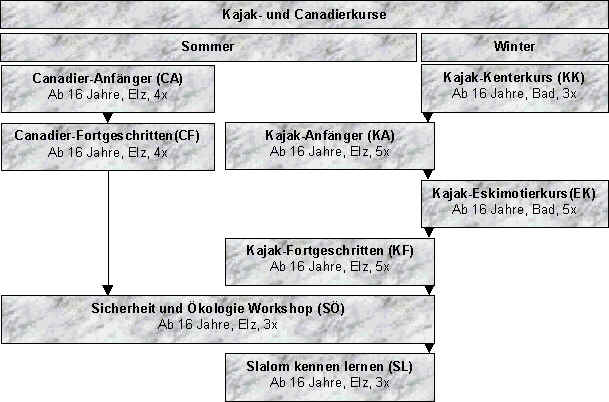 Kajak- und Canadierkurse
Sommer
Winter
Canadier-Anfänger (CA)
Ab 16 Jahre, Elz, 4x
Kajak-Kenterkurs (KK)
Ab 16 Jahre, Bad, 3x
Canadier-Fortgeschritten(CF)
Ab 16 Jahre, Elz, 4x
Kajak-Anfänger (KA)
Ab 16 Jahre, Elz, 5x
Kajak-Eskimotierkurs(EK)
Ab 16 Jahre, Bad, 5x
Kajak-Fortgeschritten (KF)
Ab 16 Jahre, Elz, 5x
Sicherheit und Ökologie Workshop (SÖ)
Ab 16 Jahre, Elz, 3x
Slalom kennen lernen (SL)
Ab 16 Jahre, Elz, 3x